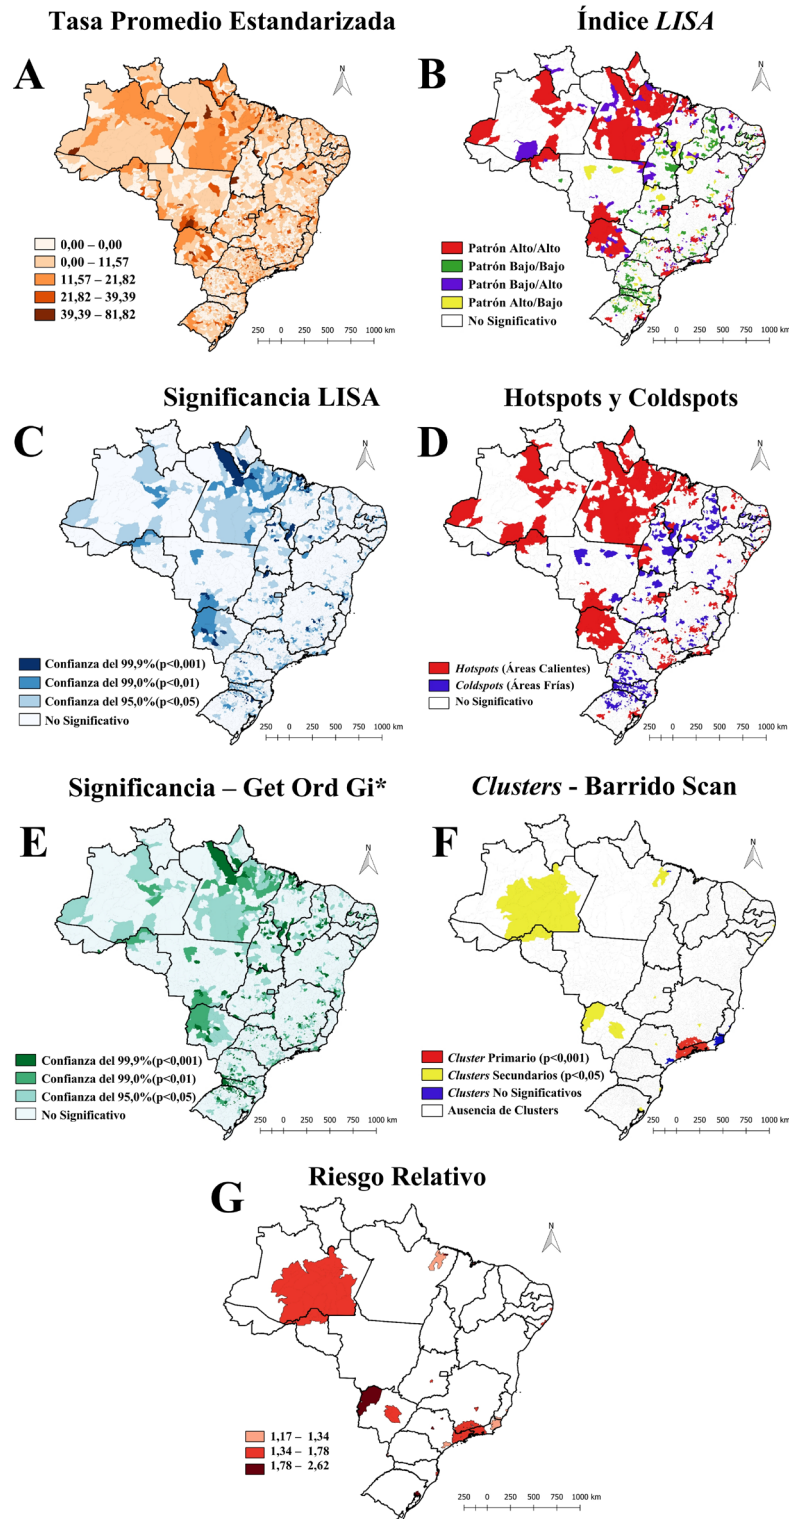 Tasa Promedio Estandarizada
A
N
0,00 – 0,00
0,00 – 11,57
11,57 – 21,82
21,82 – 39,39
39,39 – 81,82
250 0 250 500 750 1000 km
Índice LISA
B
N
Patrón Alto/Alto
Patrón Bajo/Bajo
Patrón Bajo/Alto
Patrón Alto/Bajo
No Significativo
250 0 250 500 750 1000 km
Significancia LISA
C
N
Confianza del 99,9%(p<0,001)
Confianza del 99,0%(p<0,01)
Confianza del 95,0%(p<0,05)
No Significativo
250 0 250 500 750 1000 km
Hotspots y Coldspots
D
N
Hotspots (Áreas Calientes)
Coldspots (Áreas Frías)
No Significativo
250 0 250 500 750 1000 km
Significancia – Get Ord Gi*
E
N
Confianza del 99,9%(p<0,001)
Confianza del 99,0%(p<0,01)
Confianza del 95,0%(p<0,05)
No Significativo
250 0 250 500 750 1000 km
Clusters - Barrido Scan
F
N
Cluster Primario (p<0,001)
Clusters Secundarios (p<0,05)
Clusters No Significativos
Ausencia de Clusters
250 0 250 500 750 1000 km
Riesgo Relativo
G
N
1,17 – 1,34
1,34 – 1,78
1,78 – 2,62
250 0 250 500 750 1000 km